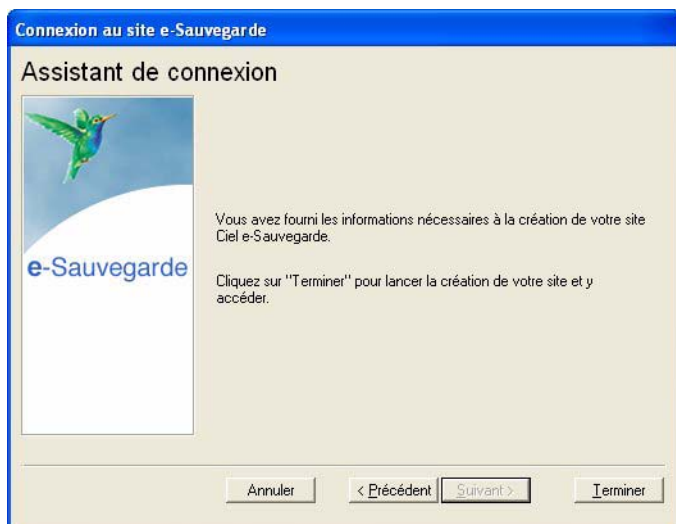 Connexion au site e-Sauvegarde
Assistant de connexion
e-Sauvegarde
Vous avez fourni les informations nécessaires à la création de votre site
Ciel e-Sauvegarde.
Cliquez sur "Terminer" pour lancer la création de votre site et y
accéder.
Annuler
< Précédent
Suivant >
Terminer